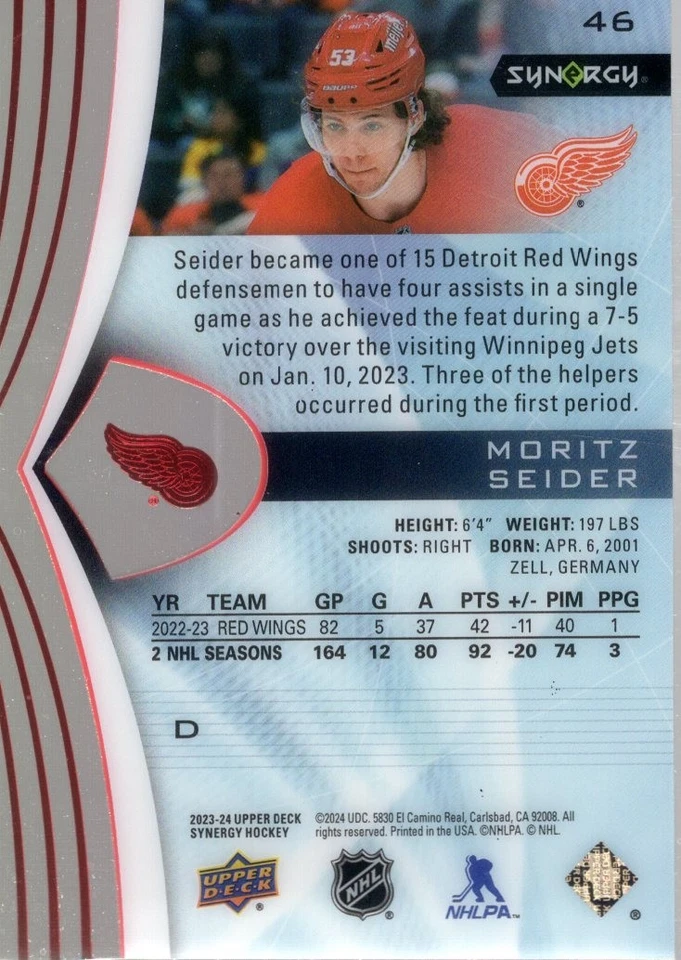 46
SYNERGY®
53
Meijer
BAUER
®
Seider became one of 15 Detroit Red Wings
defensemen to have four assists in a single
game as he achieved the feat during a 7-5
victory over the visiting Winnipeg Jets
on Jan. 10, 2023. Three of the helpers
occurred during the first period.
®
MORITZ
SEIDER
HEIGHT: 6'4" WEIGHT: 197 LBS
SHOOTS: RIGHT BORN: APR. 6, 2001
ZELL, GERMANY
YR TEAM GP G A PTS +/- PIM PPG
2022-23 RED WINGS 82 5 37 42 -11 40 1
2 NHL SEASONS 164 12 80 92 -20 74 3
D
2023-24 UPPER DECK
SYNERGY HOCKEY
©2024 UDC. 5830 El Camino Real, Carlsbad, CA 92008. All
rights reserved. Printed in the USA. ©NHLPA. © NHL.
UPPER
D·E·C·K
®
NHL
®
NHLPA™
®